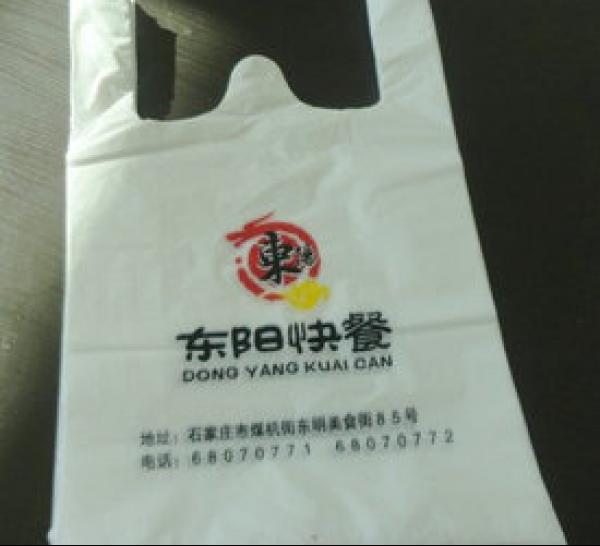 東陽
东阳快餐
DONG YANG KUAI CAN
地址：石家庄市煤机街东明美食街85号
电话：68070771 68070772